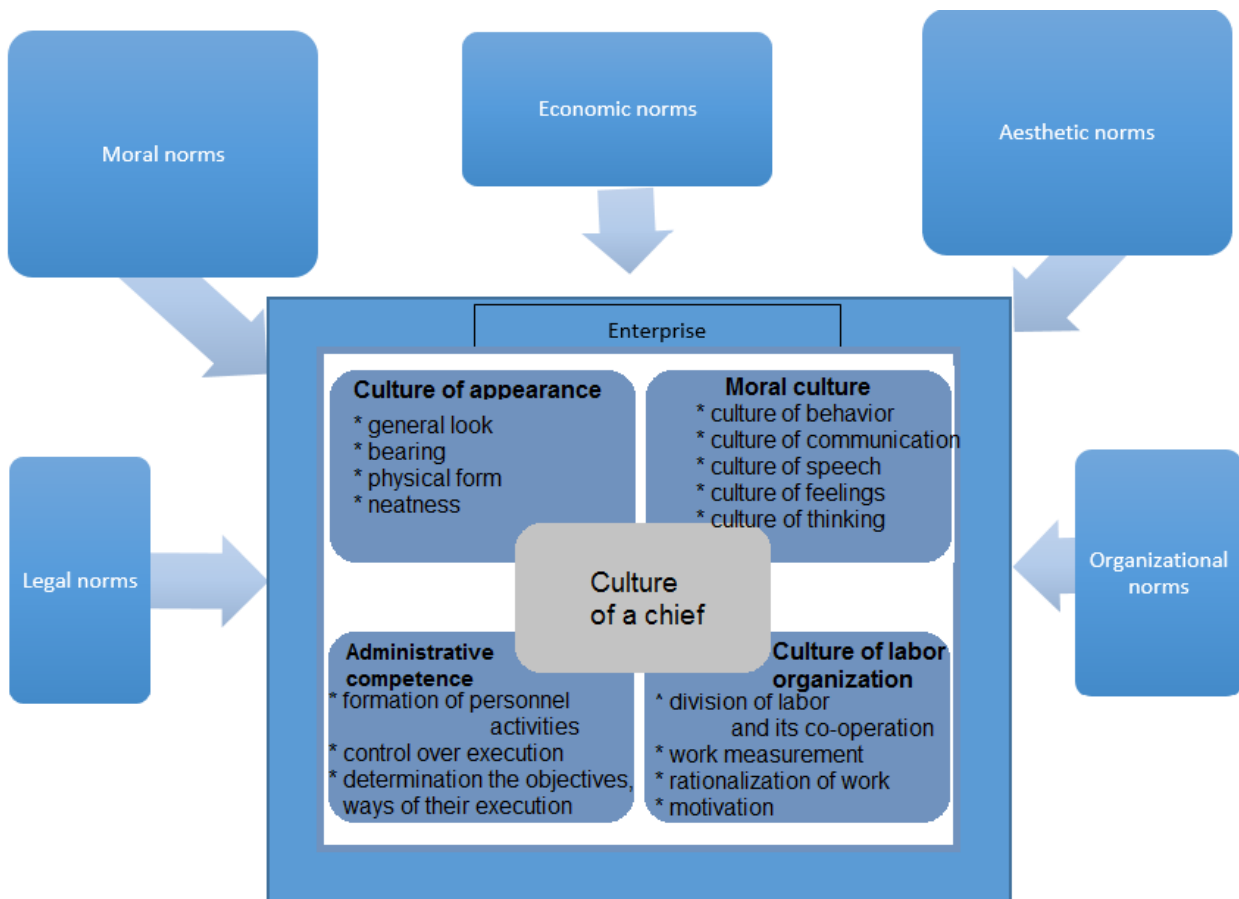 Moral norms
Economic norms
Aesthetic norms
Enterprise
Culture of appearance
* general look
* bearing
* physical form
* neatness
Moral culture
* culture of behavior
* culture of communication
* culture of speech
* culture of feelings
* culture of thinking
Legal norms
Culture
of a chief
Organizational
norms
Administrative
competence
* formation of personnel
activities
* control over execution
* determination the objectives,
ways of their execution
Culture of labor
organization
* division of labor
and its co-operation
* work measurement
* rationalization of work
* motivation